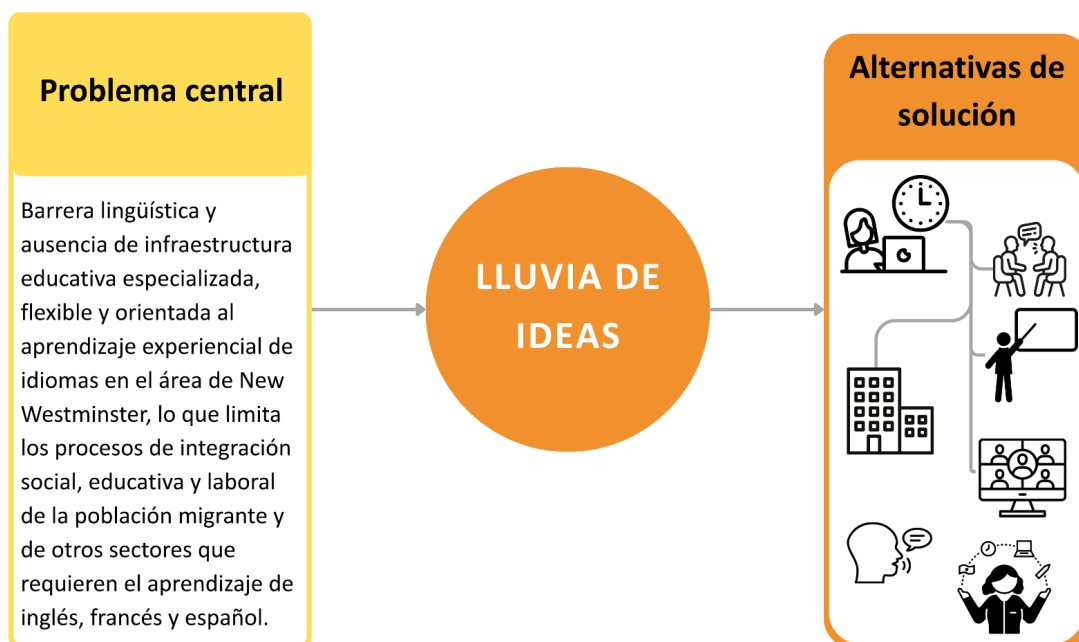 Problema central
Barrera lingüística y
ausencia de infraestructura
educativa especializada,
flexible y orientada al
aprendizaje experiencial de
idiomas en el área de New
Westminster, lo que limita
los procesos de integración
social, educativa y laboral
de la población migrante y
de otros sectores que
requieren el aprendizaje de
inglés, francés y español.
LLUVIA DE
IDEAS
Alternativas de
solución